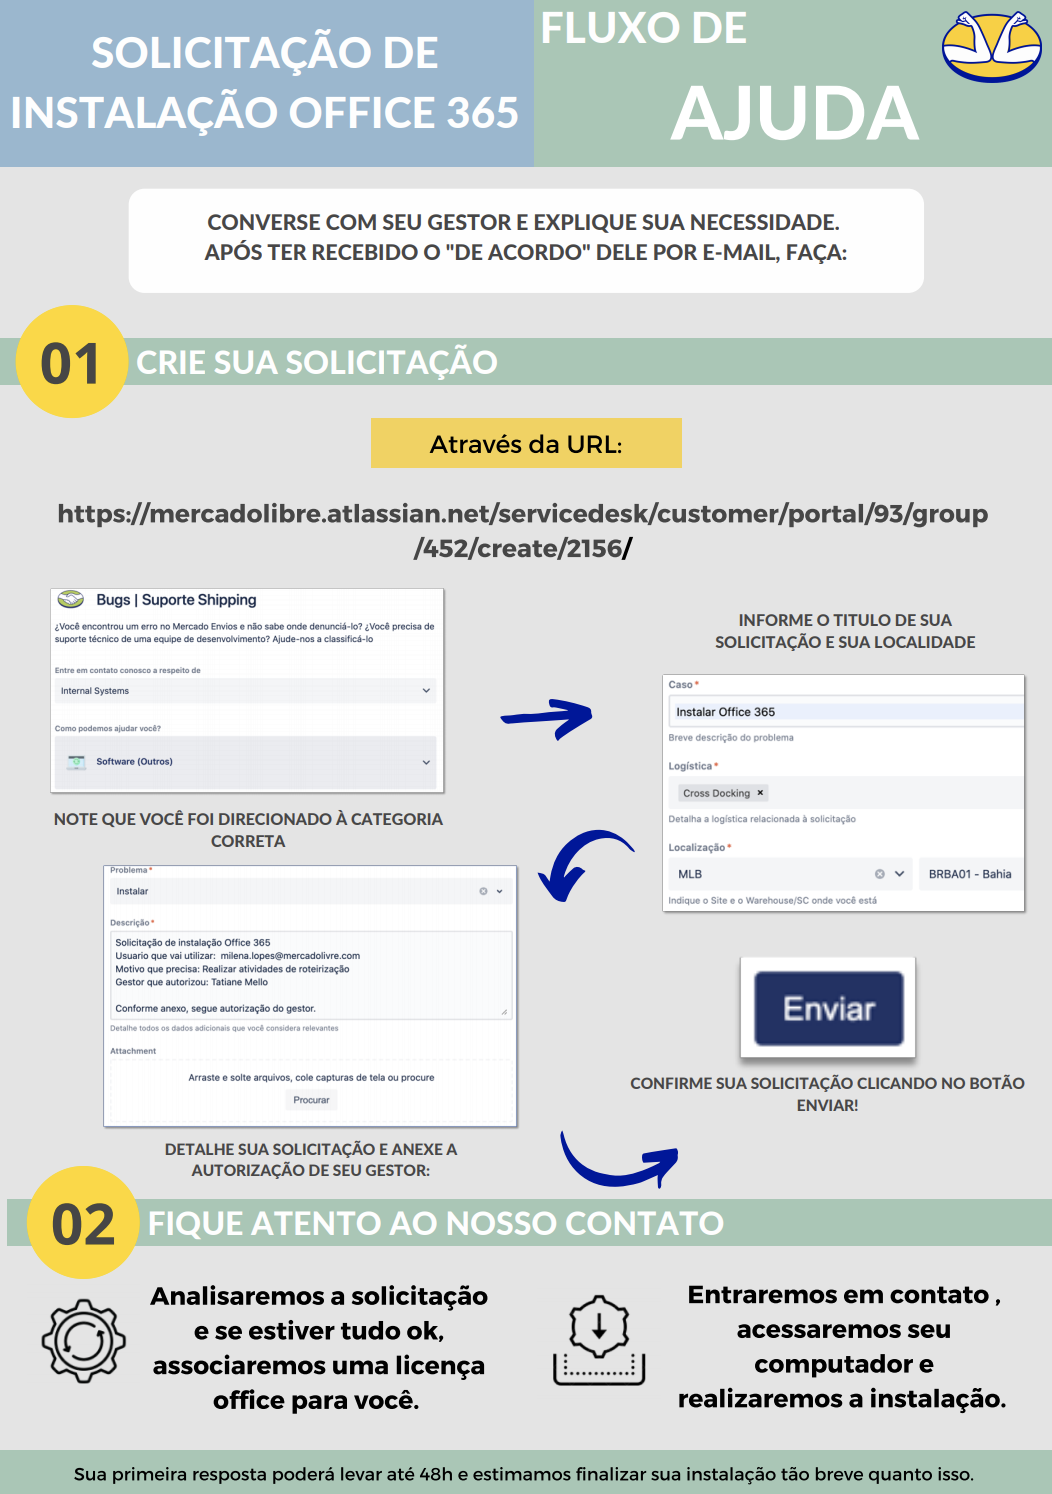 SOLICITAÇÃO DE
INSTALAÇÃO OFFICE 365
FLUXO DE
AJUDA
CONVERSE COM SEU GESTOR E EXPLIQUE SUA NECESSIDADE.
APÓS TER RECEBIDO O "DE ACORDO" DELE POR E-MAIL, FAÇA:
01
CRIE SUA SOLICITAÇÃO
Através da URL:
https://mercadolibre.atlassian.net/servicedesk/customer/portal/93/group
/452/create/2156/
Bugs | Suporte Shipping
¿Você encontrou um erro no Mercado Envios e não sabe onde denunciá-lo? ¿Você precisa de
suporte técnico de uma equipe de desenvolvimento? Ajude-nos a classificá-lo
Entre em contato conosco a respeito de
Internal Systems
Como podemos ajudar você?
Software (Outros)
NOTE QUE VOCÊ FOI DIRECIONADO À CATEGORIA
CORRETA
INFORME O TITULO DE SUA
SOLICITAÇÃO E SUA LOCALIDADE
Caso *
Instalar Office 365
Breve descrição do problema
Logística *
Cross Docking ×
Detalha a logística relacionada à solicitação
Localização *
MLB
BRBA01 - Bahia
Indique o Site e o Warehouse/SC onde você está
Problema *
Instalar
Descrição *
Solicitação de instalação Office 365
Usuario que vai utilizar: milena.lopes@mercadolivre.com
Motivo que precisa: Realizar atividades de roteirização
Gestor que autorizou: Tatiane Mello
Conforme anexo, segue autorização do gestor.
Detalhe todos os dados adicionais que você considera relevantes
Attachment
Arraste e solte arquivos, cole capturas de tela ou procure
Procurar
DETALHE SUA SOLICITAÇÃO E ANEXE A
AUTORIZAÇÃO DE SEU GESTOR:
Enviar
CONFIRME SUA SOLICITAÇÃO CLICANDO NO BOTÃO
ENVIAR!
02
FIQUE ATENTO AO NOSSO CONTATO
Analisaremos a solicitação
e se estiver tudo ok,
associaremos uma licença
office para você.
Entraremos em contato ,
acessaremos seu
computador e
realizaremos a instalação.
Sua primeira resposta poderá levar até 48h e estimamos finalizar sua instalação tão breve quanto isso.